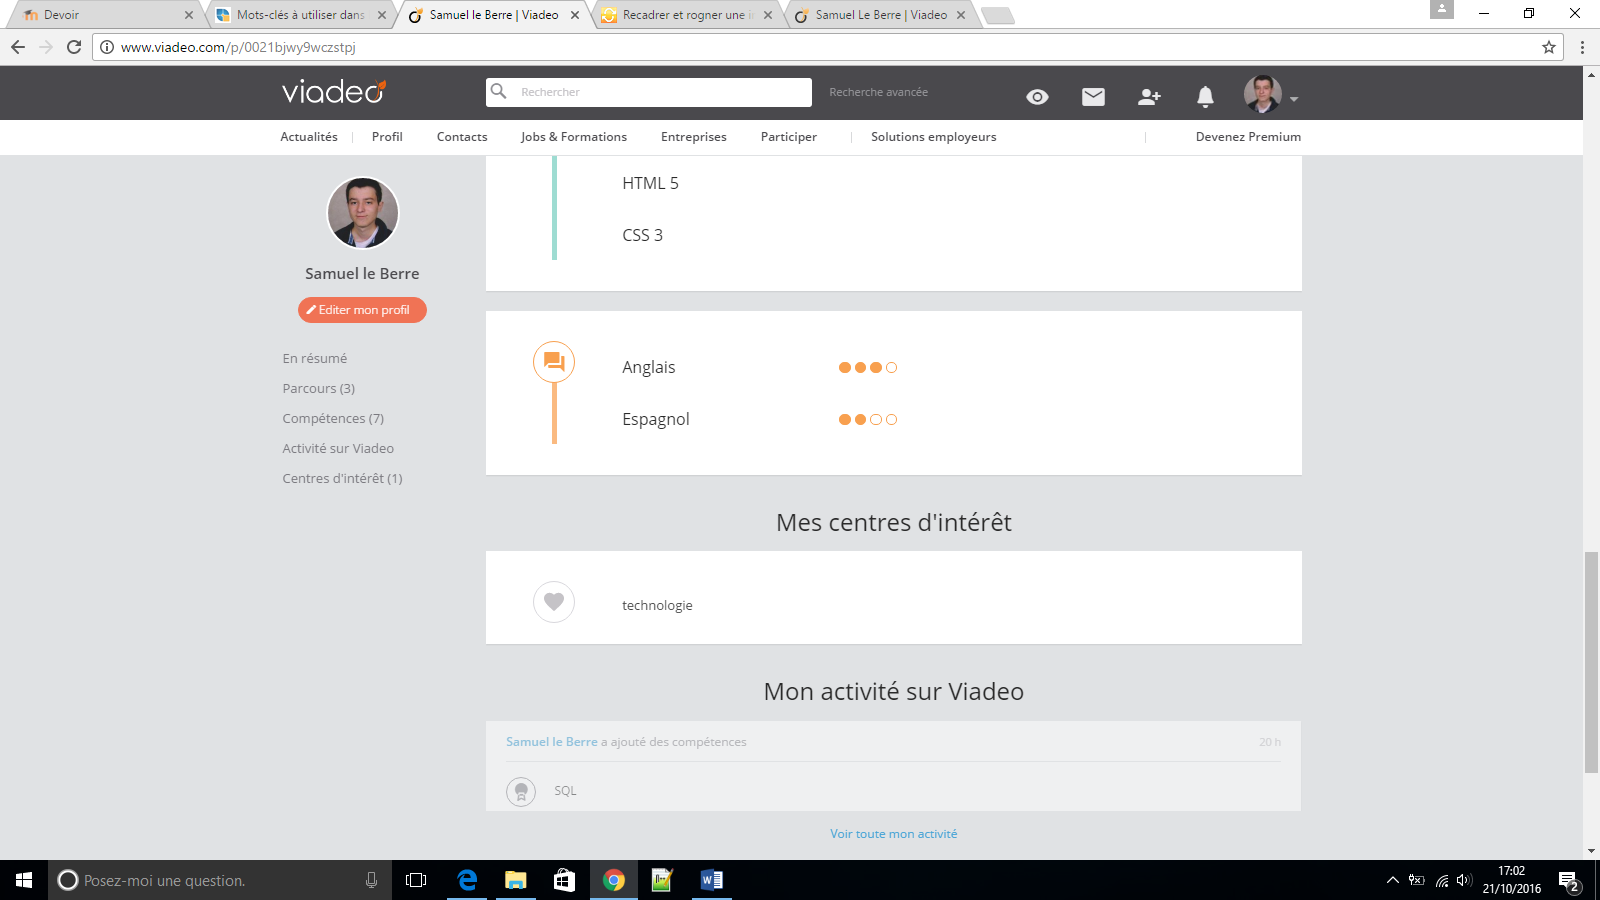 Devoir
Mots-clés à utiliser dans
Samuel le Berre | Viadeo
Recadrer et rogner une i
Samuel Le Berre | Viadeo
www.viadeo.com/p/0021bjwy9wczstpj
viadeo
Rechercher
Recherche avancée
Actualités
Profil
Contacts
Jobs & Formations
Entreprises
Participer
Solutions employeurs
Devenez Premium
Samuel le Berre
Editer mon profil
En résumé
Parcours (3)
Compétences (7)
Activité sur Viadeo
Centres d'intérêt (1)
HTML 5
CSS 3
Anglais
Espagnol
Mes centres d'intérêt
technologie
Mon activité sur Viadeo
Samuel le Berre a ajouté des compétences
20 h
SQL
Voir toute mon activité
Posez-moi une question.
17:02
21/10/2016
2